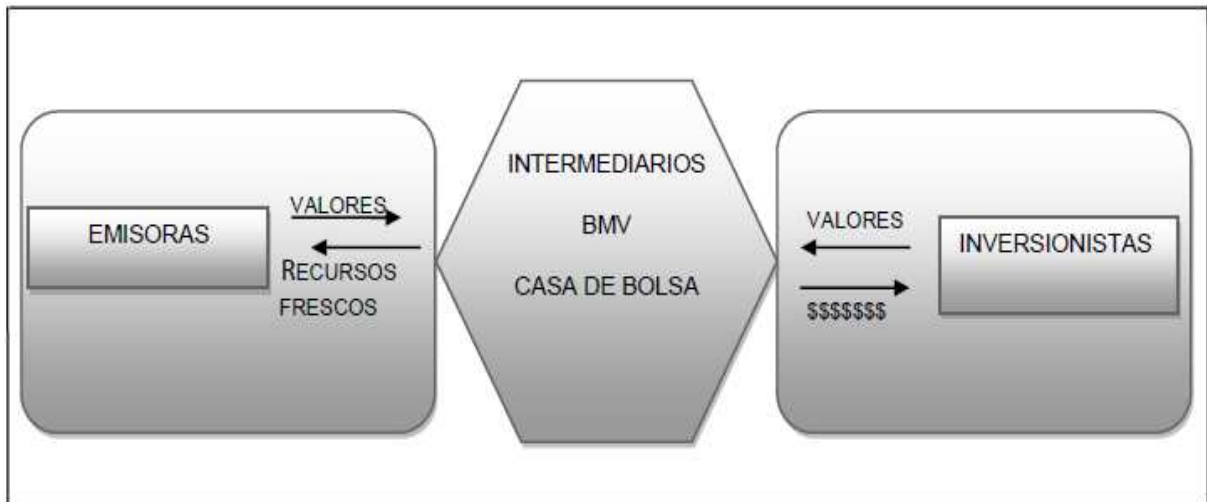 EMISORAS
VALORES
RECURSOS
FRESCOS
INTERMEDIARIOS
BMV
CASA DE BOLSA
VALORES
$$$$$$$
INVERSIONISTAS